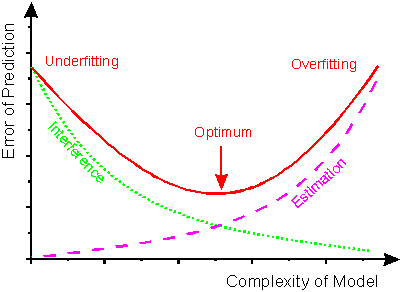 Error of Prediction
Underfitting
Overfitting
Optimum
Interference
Estimation
Complexity of Model